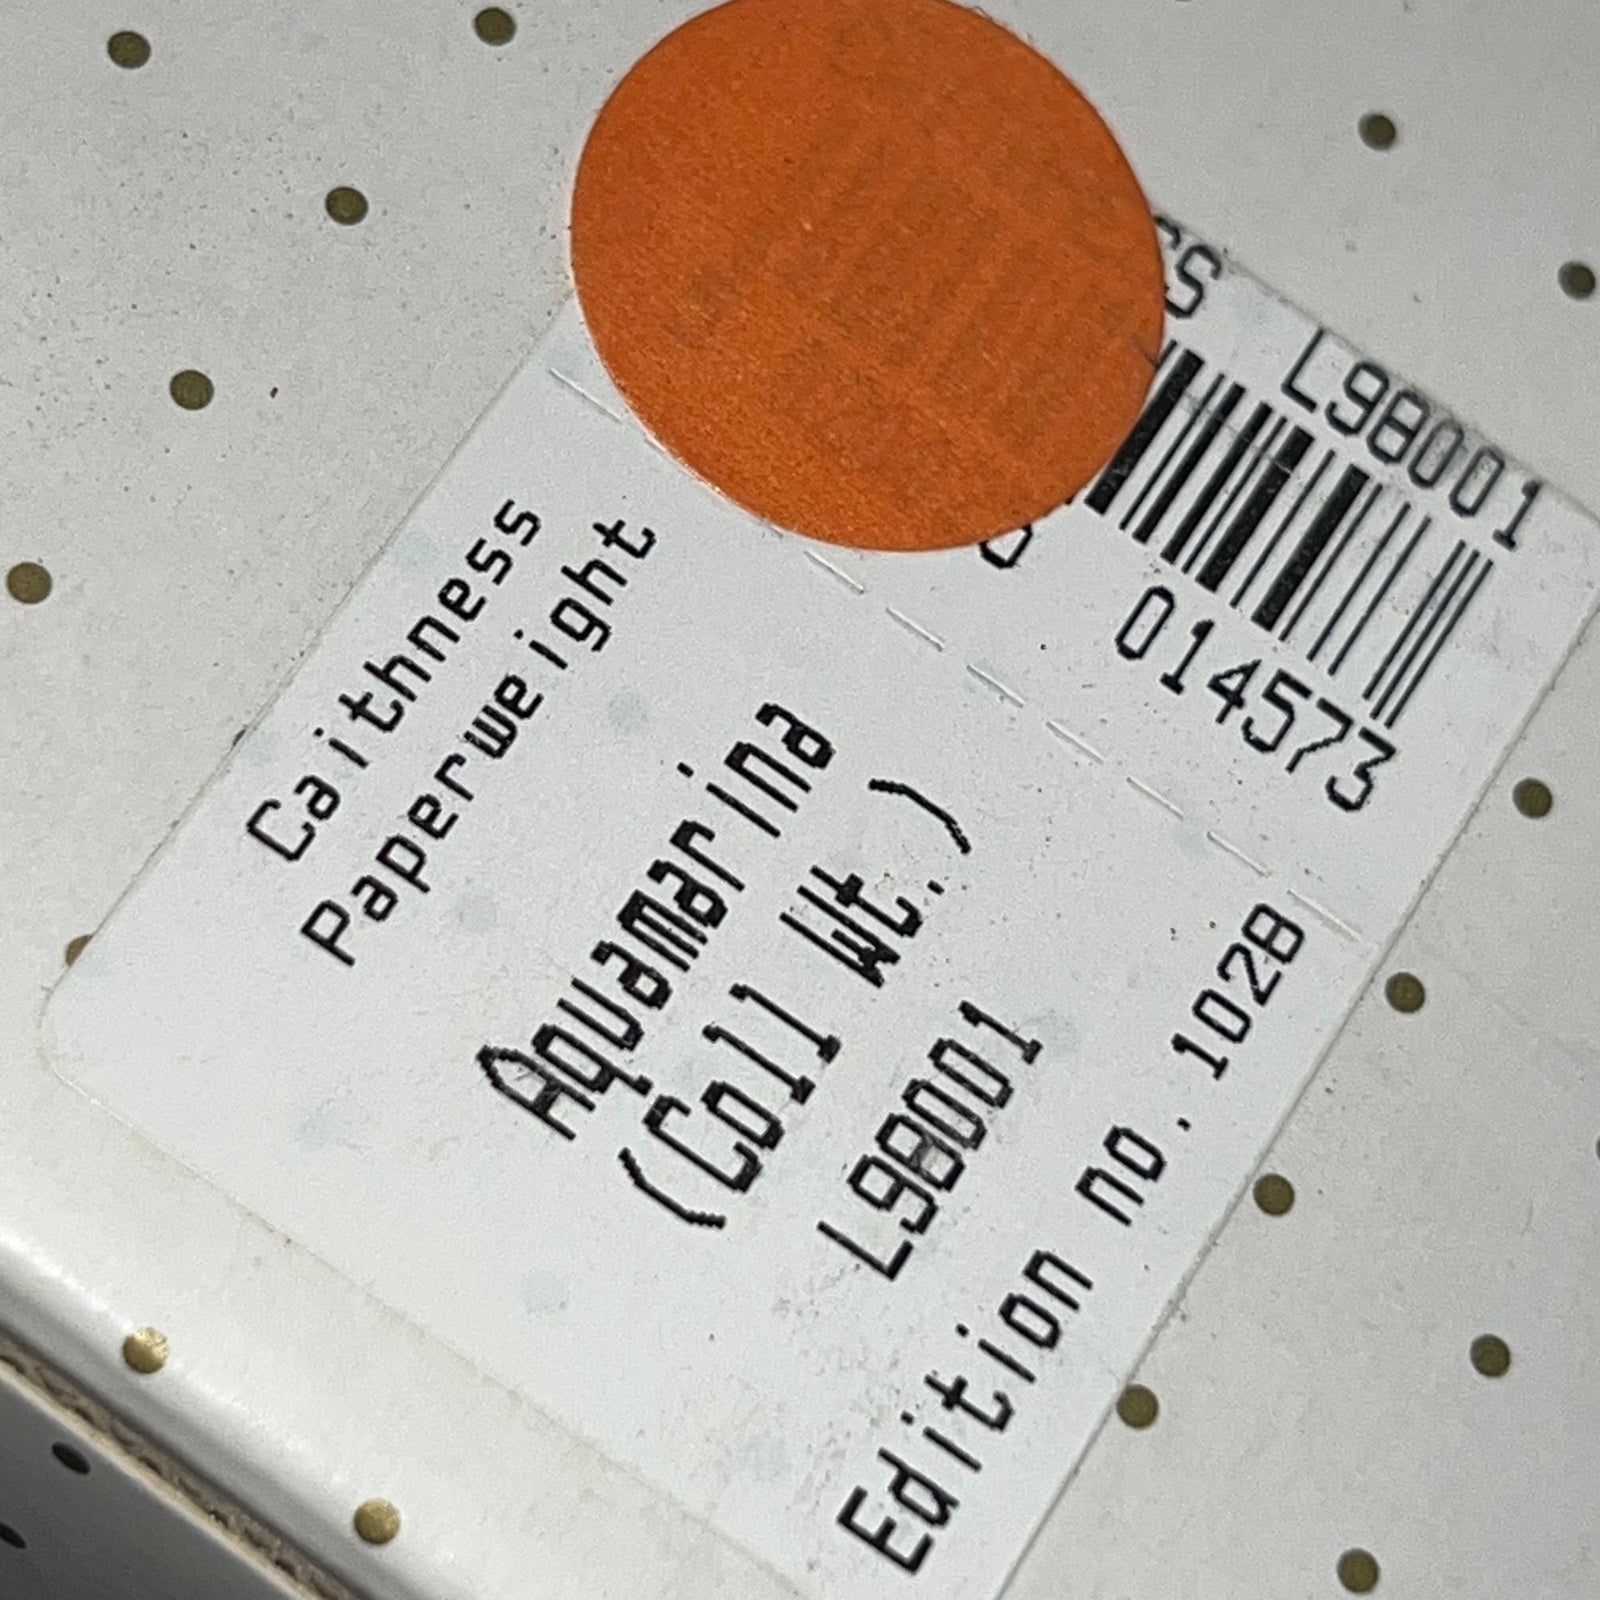 Caithness
Paperweight
Aquamarina
(Coll Wt.)
L98001
Edition no. 1028
L98001
014573